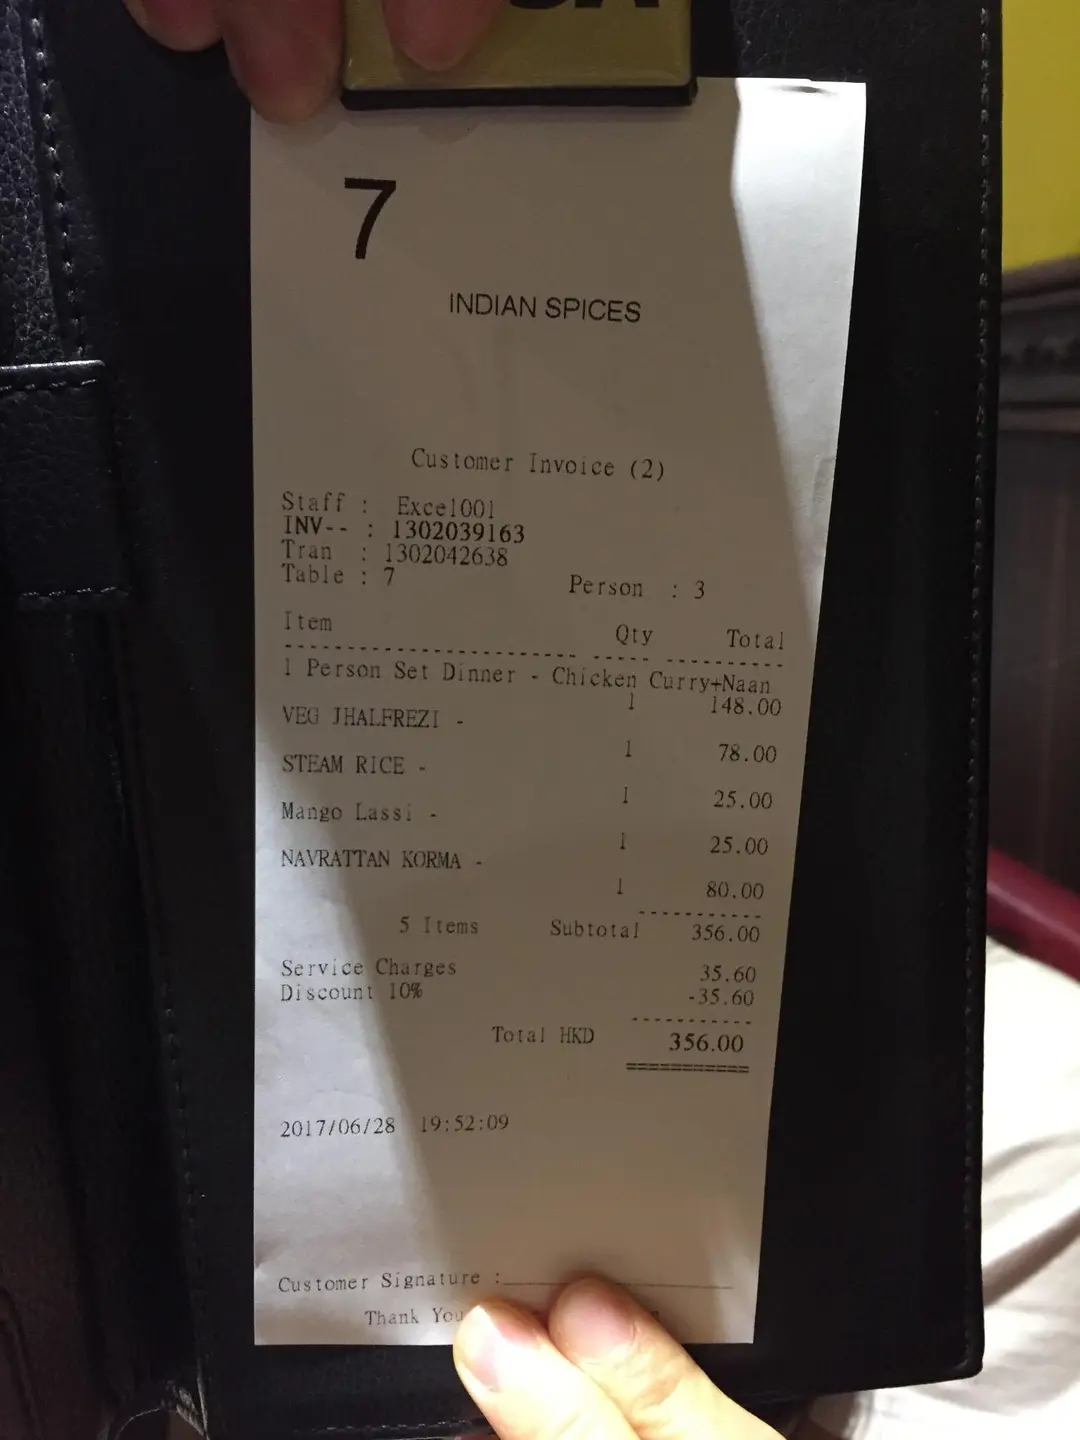 7
INDIAN SPICES
Customer Invoice (2)
Staff : Excel001
INV-- : 1302039163
Tran : 1302042638
Table : 7 Person : 3
Item Qty Total
1 Person Set Dinner - Chicken Curry+Naan
1 148.00
VEG JHALFREZI -
1 78.00
STEAM RICE -
1 25.00
Mango Lassi -
1 25.00
NAVRATTAN KORMA -
1 80.00
5 Items Subtotal 356.00
Service Charges 35.60
Discount 10% -35.60
Total HKD 356.00
2017/06/28 19:52:09
Customer Signature :
Thank You